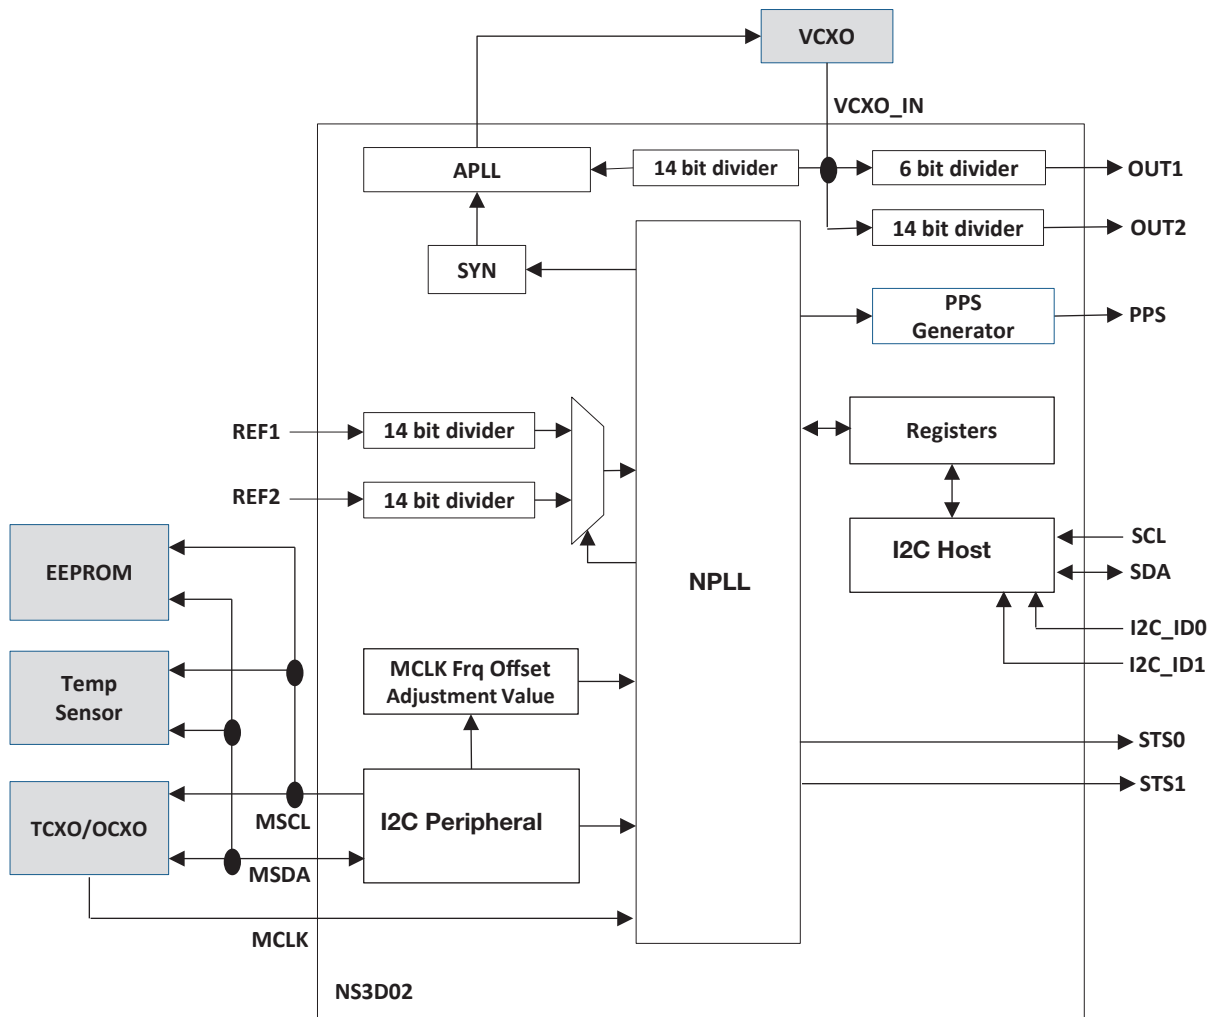 VCXO
VCXO_IN
APLL
14 bit divider
6 bit divider
OUT1
14 bit divider
OUT2
SYN
PPS
Generator
PPS
REF1
14 bit divider
Registers
REF2
14 bit divider
EEPROM
I2C Host
SCL
SDA
NPLL
I2C_ID0
I2C_ID1
Temp
Sensor
MCLK Frq Offset
Adjustment Value
STS0
STS1
TCXO/OCXO
MSCL
I2C Peripheral
MSDA
MCLK
NS3D02